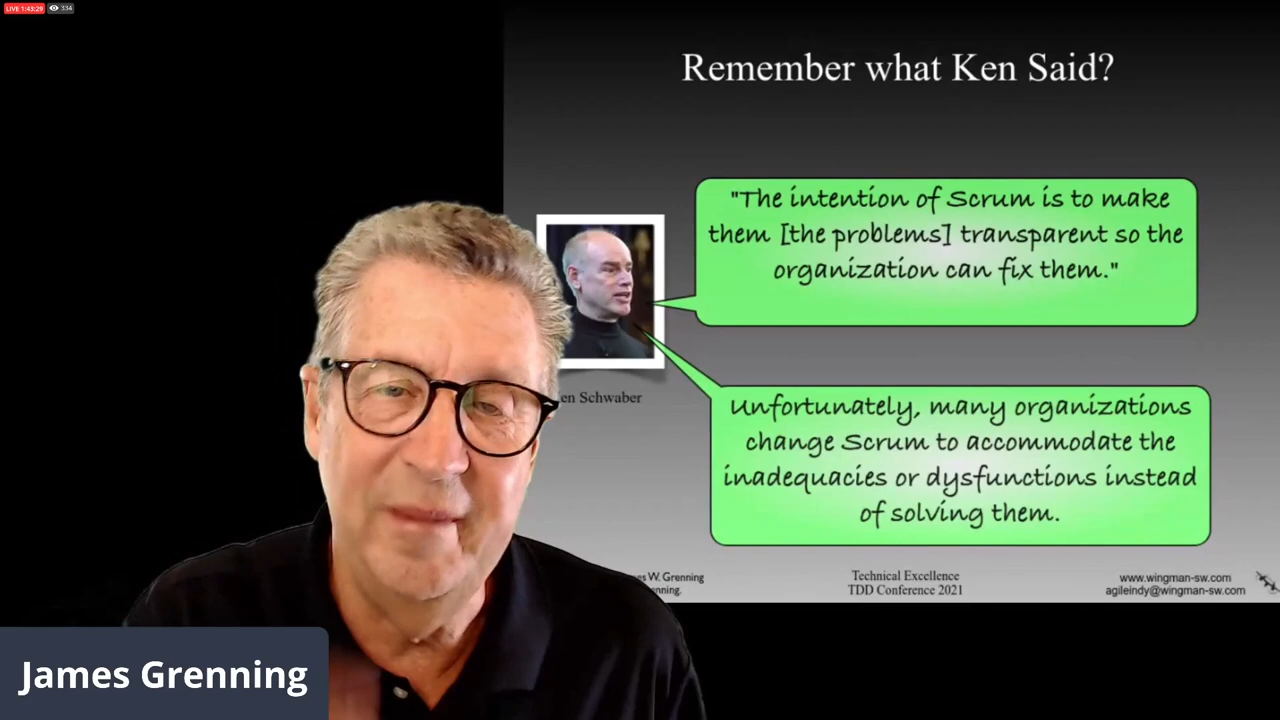 LIVE 1:43:29 334
Remember what Ken Said?
"The intention of Scrum is to make
them [the problems] transparent so the
organization can fix them."
en Schwaber
Unfortunately, many organizations
change Scrum to accommodate the
inadequacies or dysfunctions instead
of solving them.
es W. Grenning
nning.
Technical Excellence
TDD Conference 2021
www.wingman-sw.com
agileindy@wingman-sw.com
James Grenning